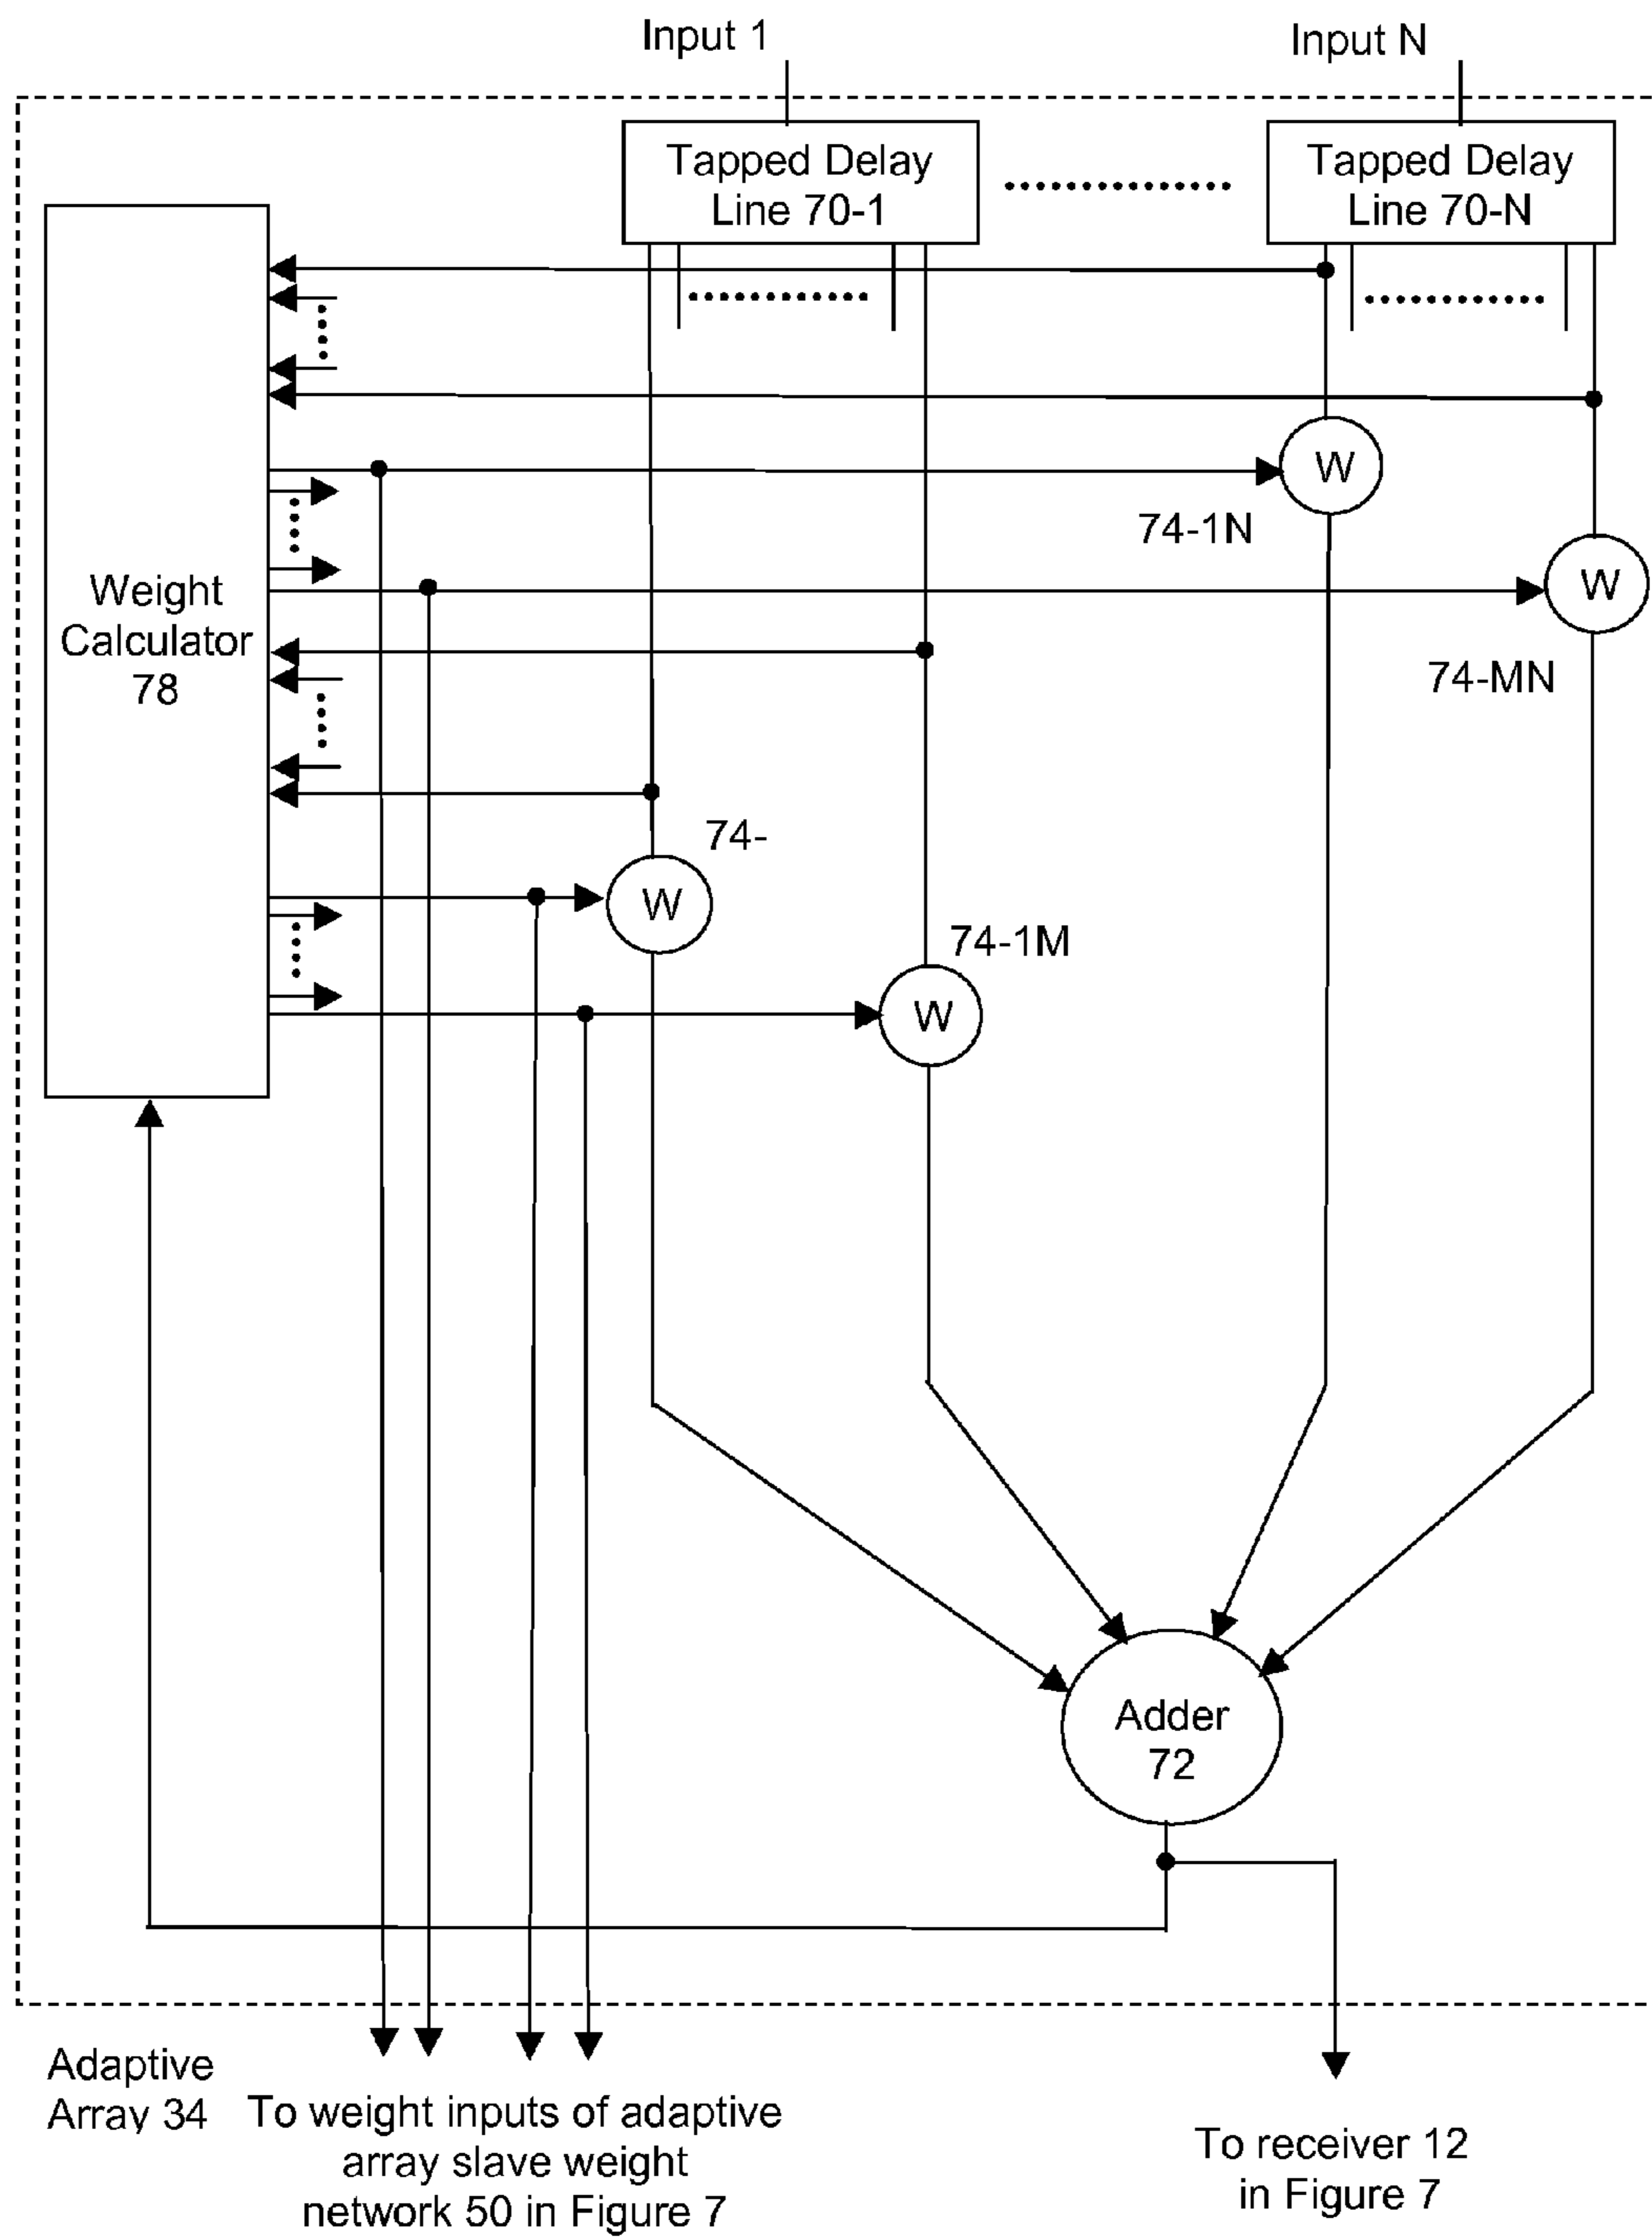 Input 1
Input N
Tapped Delay
Line 70-1
Tapped Delay
Line 70-N
W
74-1N
W
74-MN
Weight
Calculator
78
74-
W
74-1M
W
Adder
72
Adaptive
Array 34
To weight inputs of adaptive
array slave weight
network 50 in Figure 7
To receiver 12
in Figure 7